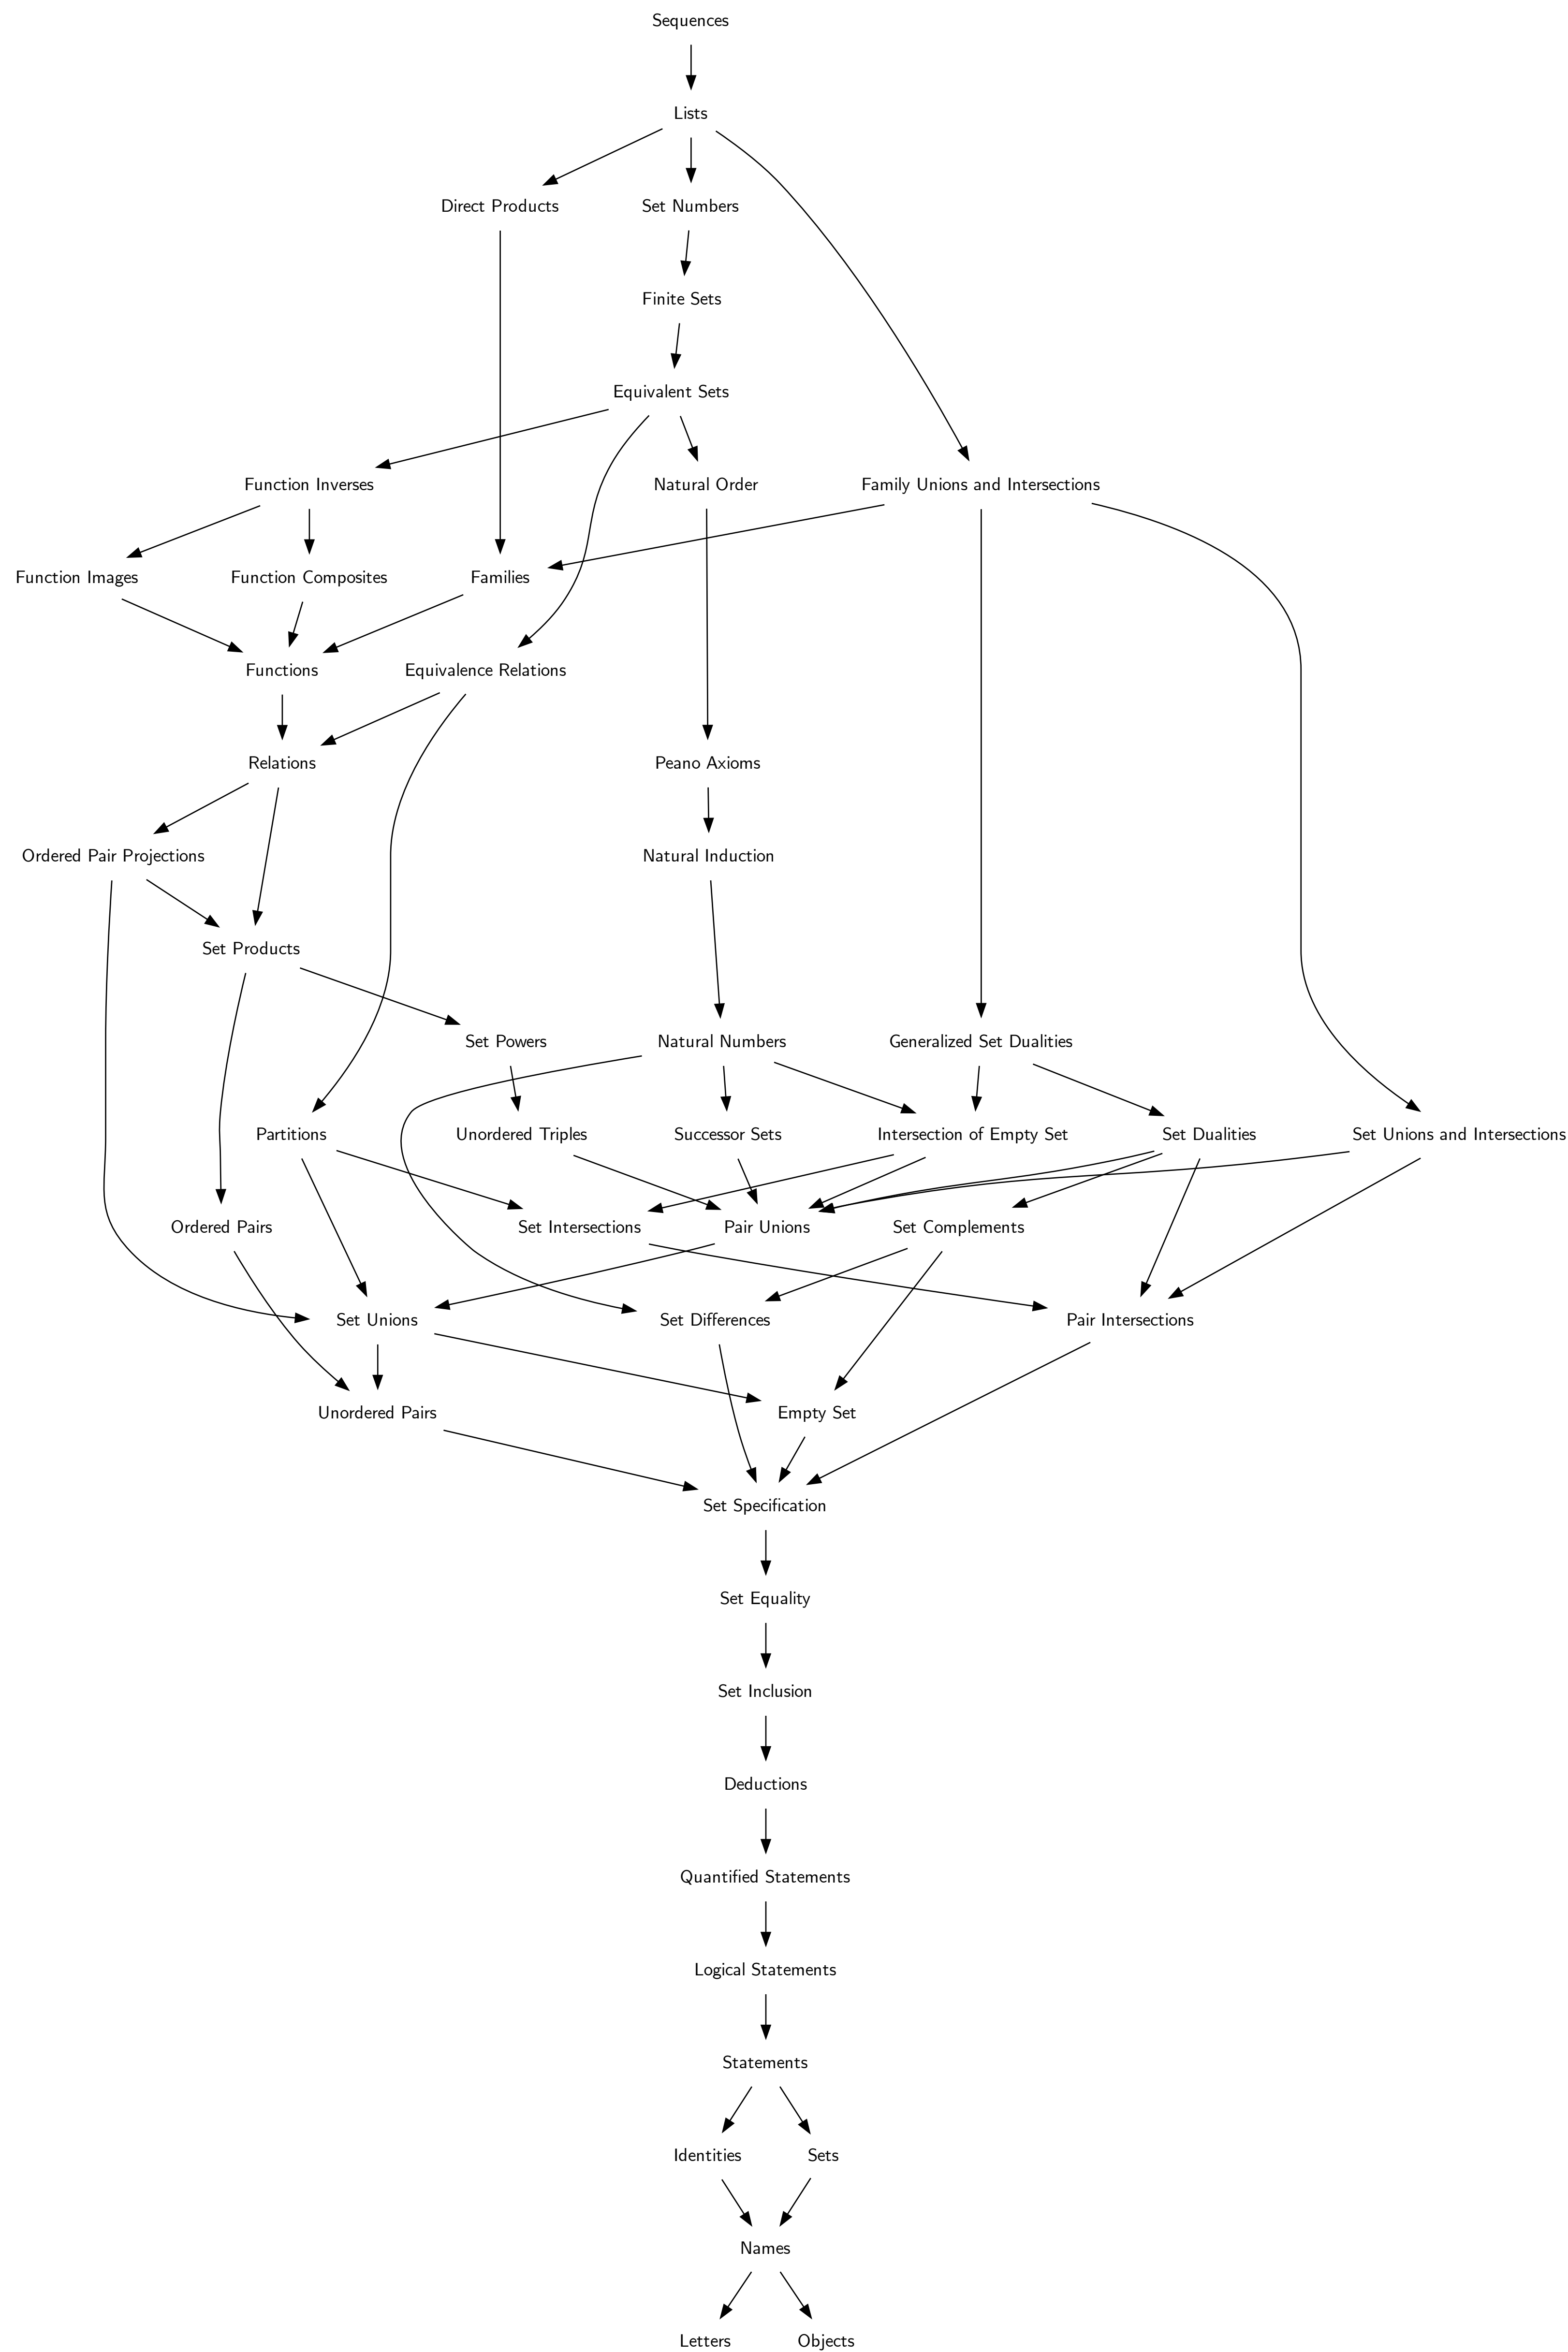 Sequences
Lists
Direct Products
Set Numbers
Finite Sets
Equivalent Sets
Function Inverses
Natural Order
Family Unions and Intersections
Function Images
Function Composites
Families
Functions
Equivalence Relations
Relations
Peano Axioms
Ordered Pair Projections
Natural Induction
Set Products
Set Powers
Natural Numbers
Generalized Set Dualities
Partitions
Unordered Triples
Successor Sets
Intersection of Empty Set
Set Dualities
Set Unions and Intersections
Ordered Pairs
Set Intersections
Pair Unions
Set Complements
Set Unions
Set Differences
Pair Intersections
Unordered Pairs
Empty Set
Set Specification
Set Equality
Set Inclusion
Deductions
Quantified Statements
Logical Statements
Statements
Identities
Sets
Names
Letters
Objects